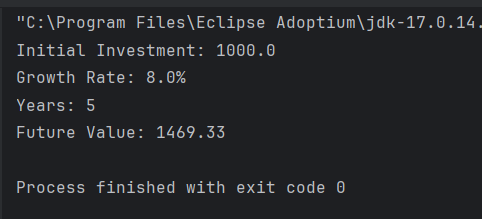 "C:\Program Files\Eclipse Adoptium\jdk-17.0.14.
Initial Investment: 1000.0
Growth Rate: 8.0%
Years: 5
Future Value: 1469.33
Process finished with exit code 0